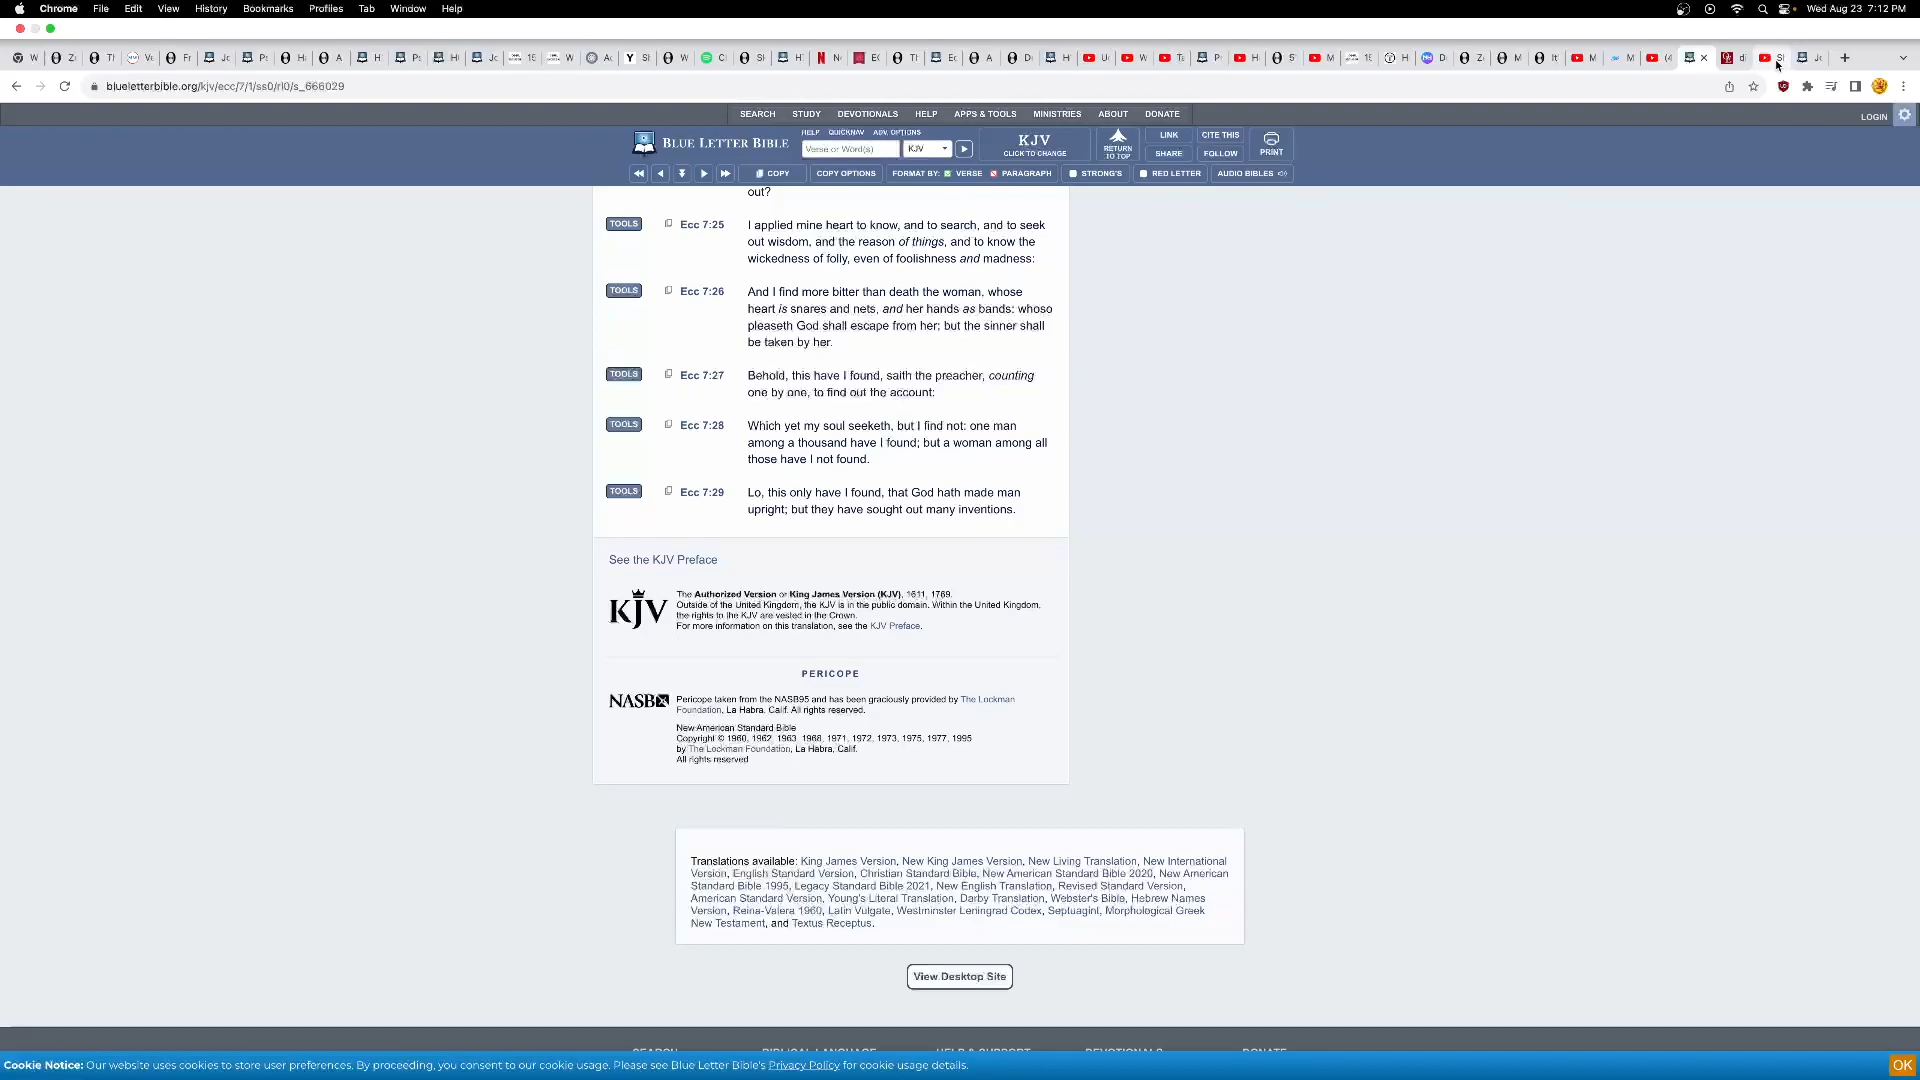 Chrome File Edit View History Bookmarks Profiles Tab Window Help Wed Aug 23 7:12 PM
blueletterbible.org/kjv/ecc/7/1/ss0/rl0/s_666029
SEARCH STUDY DEVOTIONALS HELP APPS & TOOLS MINISTRIES ABOUT DONATE
LOGIN
BLUE LETTER BIBLE
HELP QUICKNAV ADV. OPTIONS
Verse or Word(s) KJV
KJV
CLICK TO CHANGE
RETURN
TO TOP
LINK CITE THIS
SHARE FOLLOW
PRINT
COPY COPY OPTIONS FORMAT BY: VERSE PARAGRAPH STRONG'S RED LETTER AUDIO BIBLES
out?
TOOLS Ecc 7:25 I applied mine heart to know, and to search, and to seek
out wisdom, and the reason of things, and to know the
wickedness of folly, even of foolishness and madness:
TOOLS Ecc 7:26 And I find more bitter than death the woman, whose
heart is snares and nets, and her hands as bands: whoso
pleaseth God shall escape from her; but the sinner shall
be taken by her.
TOOLS Ecc 7:27 Behold, this have I found, saith the preacher, counting
one by one, to find out the account:
TOOLS Ecc 7:28 Which yet my soul seeketh, but I find not: one man
among a thousand have I found; but a woman among all
those have I not found.
TOOLS Ecc 7:29 Lo, this only have I found, that God hath made man
upright; but they have sought out many inventions.
See the KJV Preface
KJV
The Authorized Version or King James Version (KJV), 1611, 1769.
Outside of the United Kingdom, the KJV is in the public domain. Within the United Kingdom,
the rights to the KJV are vested in the Crown.
For more information on this translation, see the KJV Preface.
PERICOPE
NASB
Pericope taken from the NASB95 and has been graciously provided by The Lockman
Foundation, La Habra, Calif. All rights reserved.
New American Standard Bible
Copyright © 1960, 1962, 1963, 1968, 1971, 1972, 1973, 1975, 1977, 1995
by The Lockman Foundation, La Habra, Calif.
All rights reserved
Translations available: King James Version, New King James Version, New Living Translation, New International
Version, English Standard Version, Christian Standard Bible, New American Standard Bible 2020, New American
Standard Bible 1995, Legacy Standard Bible 2021, New English Translation, Revised Standard Version,
American Standard Version, Young's Literal Translation, Darby Translation, Webster's Bible, Hebrew Names
Version, Reina-Valera 1960, Latin Vulgate, Westminster Leningrad Codex, Septuagint, Morphological Greek
New Testament, and Textus Receptus.
View Desktop Site
SEARCH BIBLICAL LANGUAGE HELP & SUPPORT DEVOTIONALS DONATE
Cookie Notice: Our website uses cookies to store user preferences. By proceeding, you consent to our cookie usage. Please see Blue Letter Bible's Privacy Policy for cookie usage details.
OK